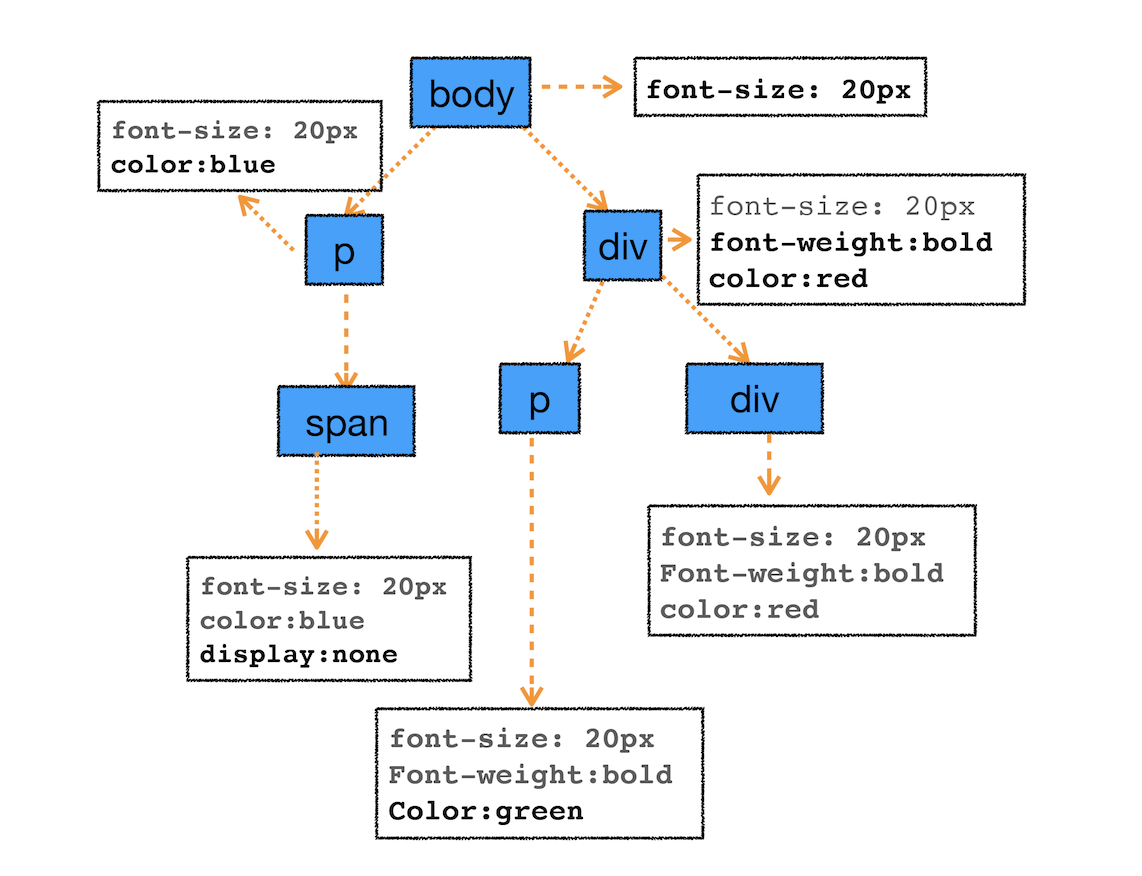 body
font-size: 20px
font-size: 20px
color:blue
p
div
font-size: 20px
font-weight:bold
color:red
span
p
div
font-size: 20px
color:blue
display:none
font-size: 20px
Font-weight:bold
color:red
font-size: 20px
Font-weight:bold
Color:green